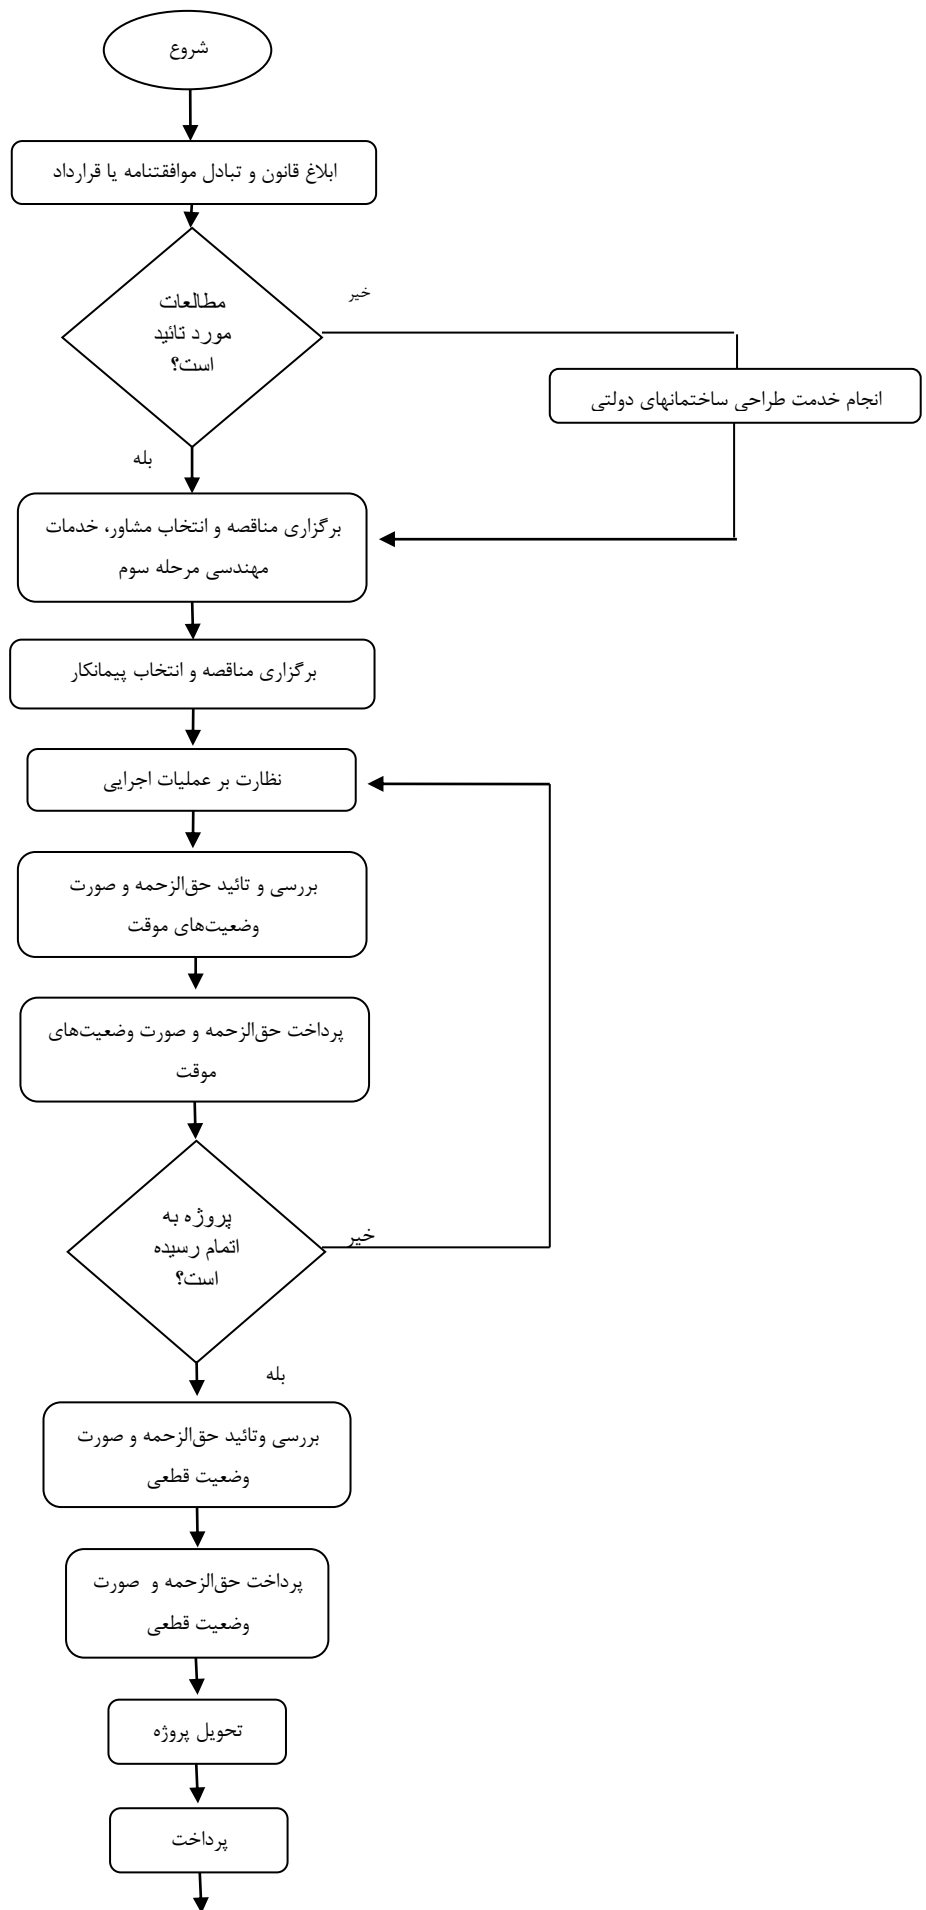 شروع
ابلاغ قانون و تبادل موافقتنامه یا قرارداد
مطالعات
مورد تائید
است؟
خیر
انجام خدمت طراحی ساختمانهای دولتی
بله
برگزاری مناقصه و انتخاب مشاور، خدمات
مهندسی مرحله سوم
برگزاری مناقصه و انتخاب پیمانکار
نظارت بر عملیات اجرایی
بررسی و تائید حق‌الزحمه و صورت
وضعیت‌های موقت
پرداخت حق‌الزحمه و صورت وضعیت‌های
موقت
پروژه به
اتمام رسیده
است؟
خیر
بله
بررسی وتائید حق‌الزحمه و صورت
وضعیت قطعی
پرداخت حق‌الزحمه و صورت
وضعیت قطعی
تحویل پروژه
پرداخت